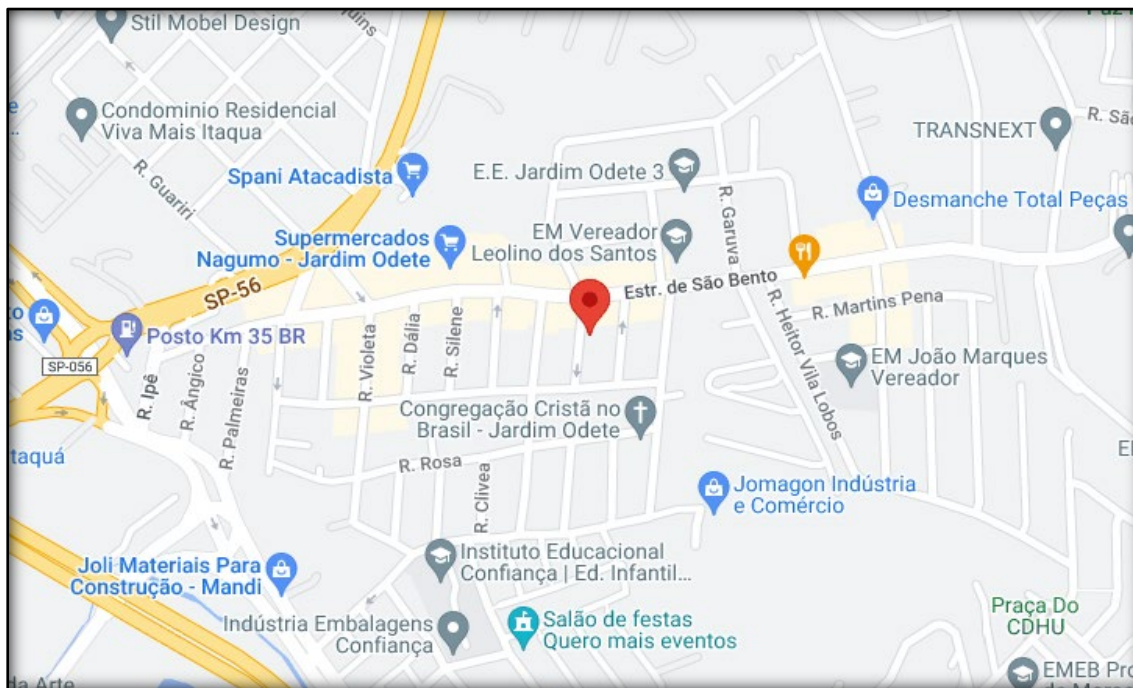 Stil Mobel Design
Condominio Residencial
Viva Mais Itaqua
TRANSNEXT
R. São
R. Guariri
Spani Atacadista
E.E. Jardim Odete 3
R. Garuva
Desmanche Total Peças
Supermercados
Nagumo - Jardim Odete
EM Vereador
Leolino dos Santos
SP-56
Estr. de São Bento
R. Martins Pena
Posto Km 35 BR
SP-056
R. Ipê
R. Ângico
R. Palmeiras
R. Violeta
R. Dália
R. Silene
R. Heitor Vila Lobos
EM João Marques
Vereador
Congregação Cristã no
Brasil - Jardim Odete
taquá
R. Rosa
R. Clivea
Jomagon Indústria
e Comércio
Joli Materiais Para
Construção - Mandi
Instituto Educacional
Confiança | Ed. Infantil...
Indústria Embalagens
Confiança
Salão de festas
Quero mais eventos
Praça Do
CDHU
EMEB Pro
da Arte